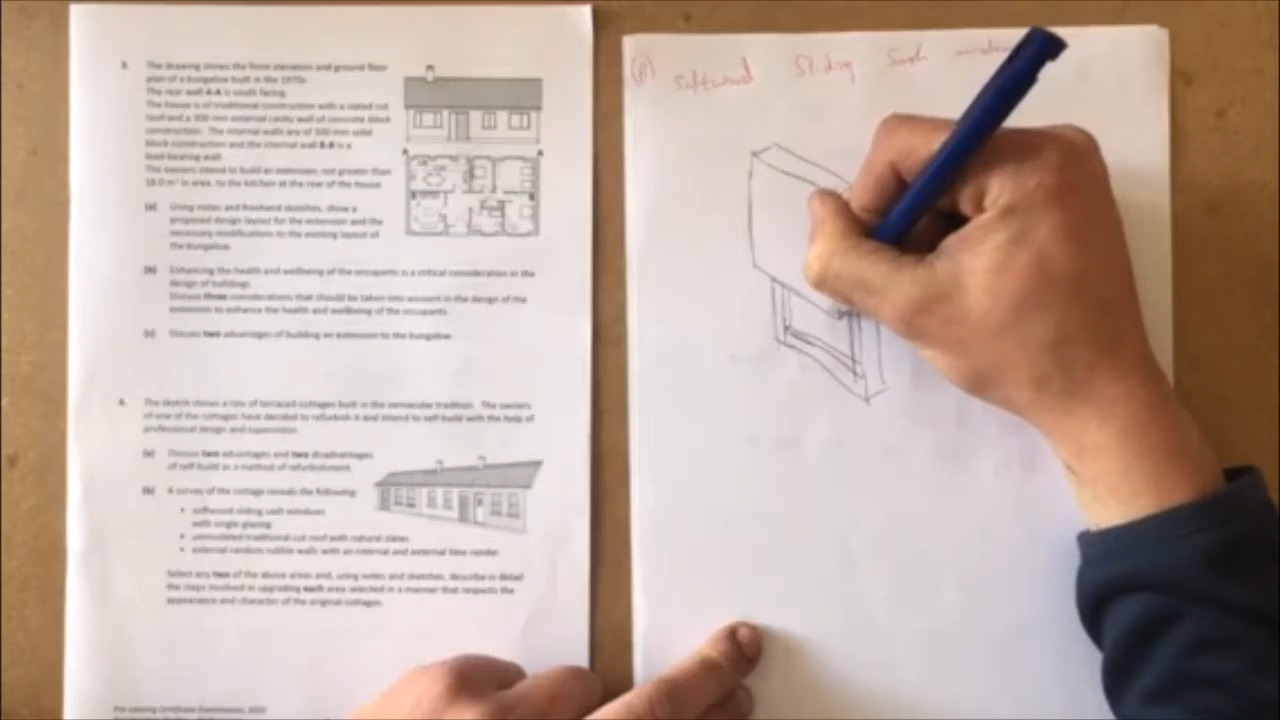 3. The drawing shows the front elevation and ground floor
plan of a bungalow built in the 1970s.
The rear wall A-A is south facing.
The house is of traditional construction with a slated cut
roof and a 300 mm external cavity wall of concrete block
construction. The internal walls are of 100 mm solid
block construction and the internal wall B-B is a
load-bearing wall.
The owners intend to build an extension, not greater than
18.0 m² in area, to the kitchen at the rear of the house.
(a) Using notes and freehand sketches, show a
proposed design layout for the extension and the
necessary modifications to the existing layout of
the bungalow.
(b) Enhancing the health and wellbeing of the occupants is a critical consideration in the
design of buildings.
Discuss three considerations that should be taken into account in the design of the
extension to enhance the health and wellbeing of the occupants.
(c) Discuss two advantages of building an extension to the bungalow.
A A
4. The sketch shows a row of terraced cottages built in the vernacular tradition. The owners
of one of the cottages have decided to refurbish it and intend to self-build with the help of
professional design and supervision.
(a) Discuss two advantages and two disadvantages
of self-build as a method of refurbishment.
(b) A survey of the cottage reveals the following:
• softwood sliding sash windows
with single glazing
• uninsulated traditional cut roof with natural slates
• external random rubble walls with an internal and external lime render.
Select any two of the above areas and, using notes and sketches, describe in detail
the steps involved in upgrading each area selected in a manner that respects the
appearance and character of the original cottages.
(B) Softwood Sliding Sash